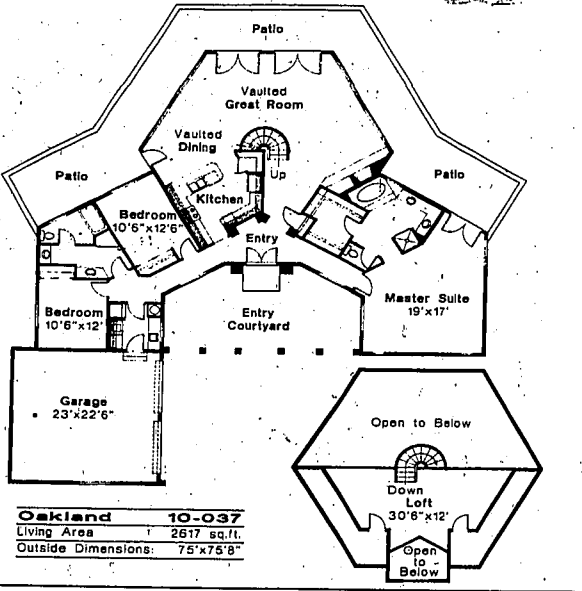 Patio
Vaulted
Great Room
Vaulted
Dining
Up
Patio
Patio
Kitchen
Bedroom
10'6"x12'6"
Entry
Bedroom
10'6"x12'
Entry
Courtyard
Master Suite
19'x17'
Garage
23'x22'6"
Open to Below
Down
Loft
30'6"x12'
Open
to
Below
Oakland 10-037
Living Area 2617 sq.ft.
Outside Dimensions: 75'x75'8"